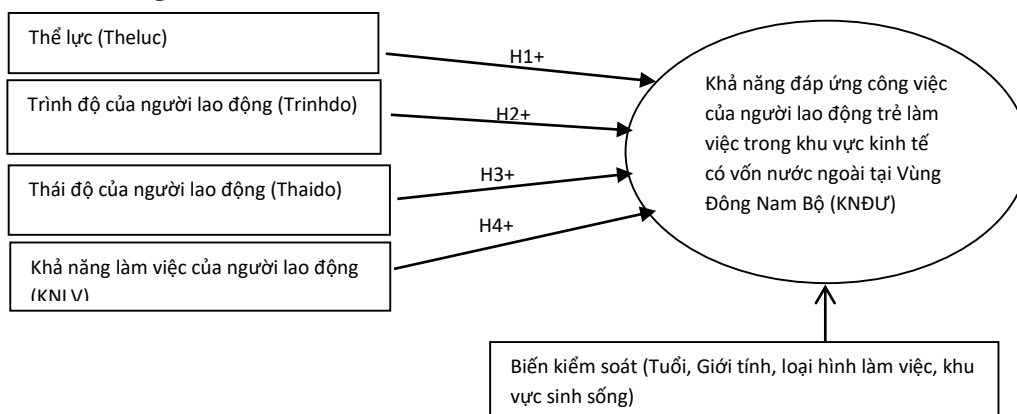 Thể lực (Theluc)
H1+
Trình độ của người lao động (Trinhdo)
H2+
Thái độ của người lao động (Thaido)
H3+
Khả năng làm việc của người lao động
(KNLV)
H4+
Khả năng đáp ứng công việc
của người lao động trẻ làm
việc trong khu vực kinh tế
có vốn nước ngoài tại Vùng
Đông Nam Bộ (KNĐƯ)
Biến kiểm soát (Tuổi, Giới tính, loại hình làm việc, khu
vực sinh sống)